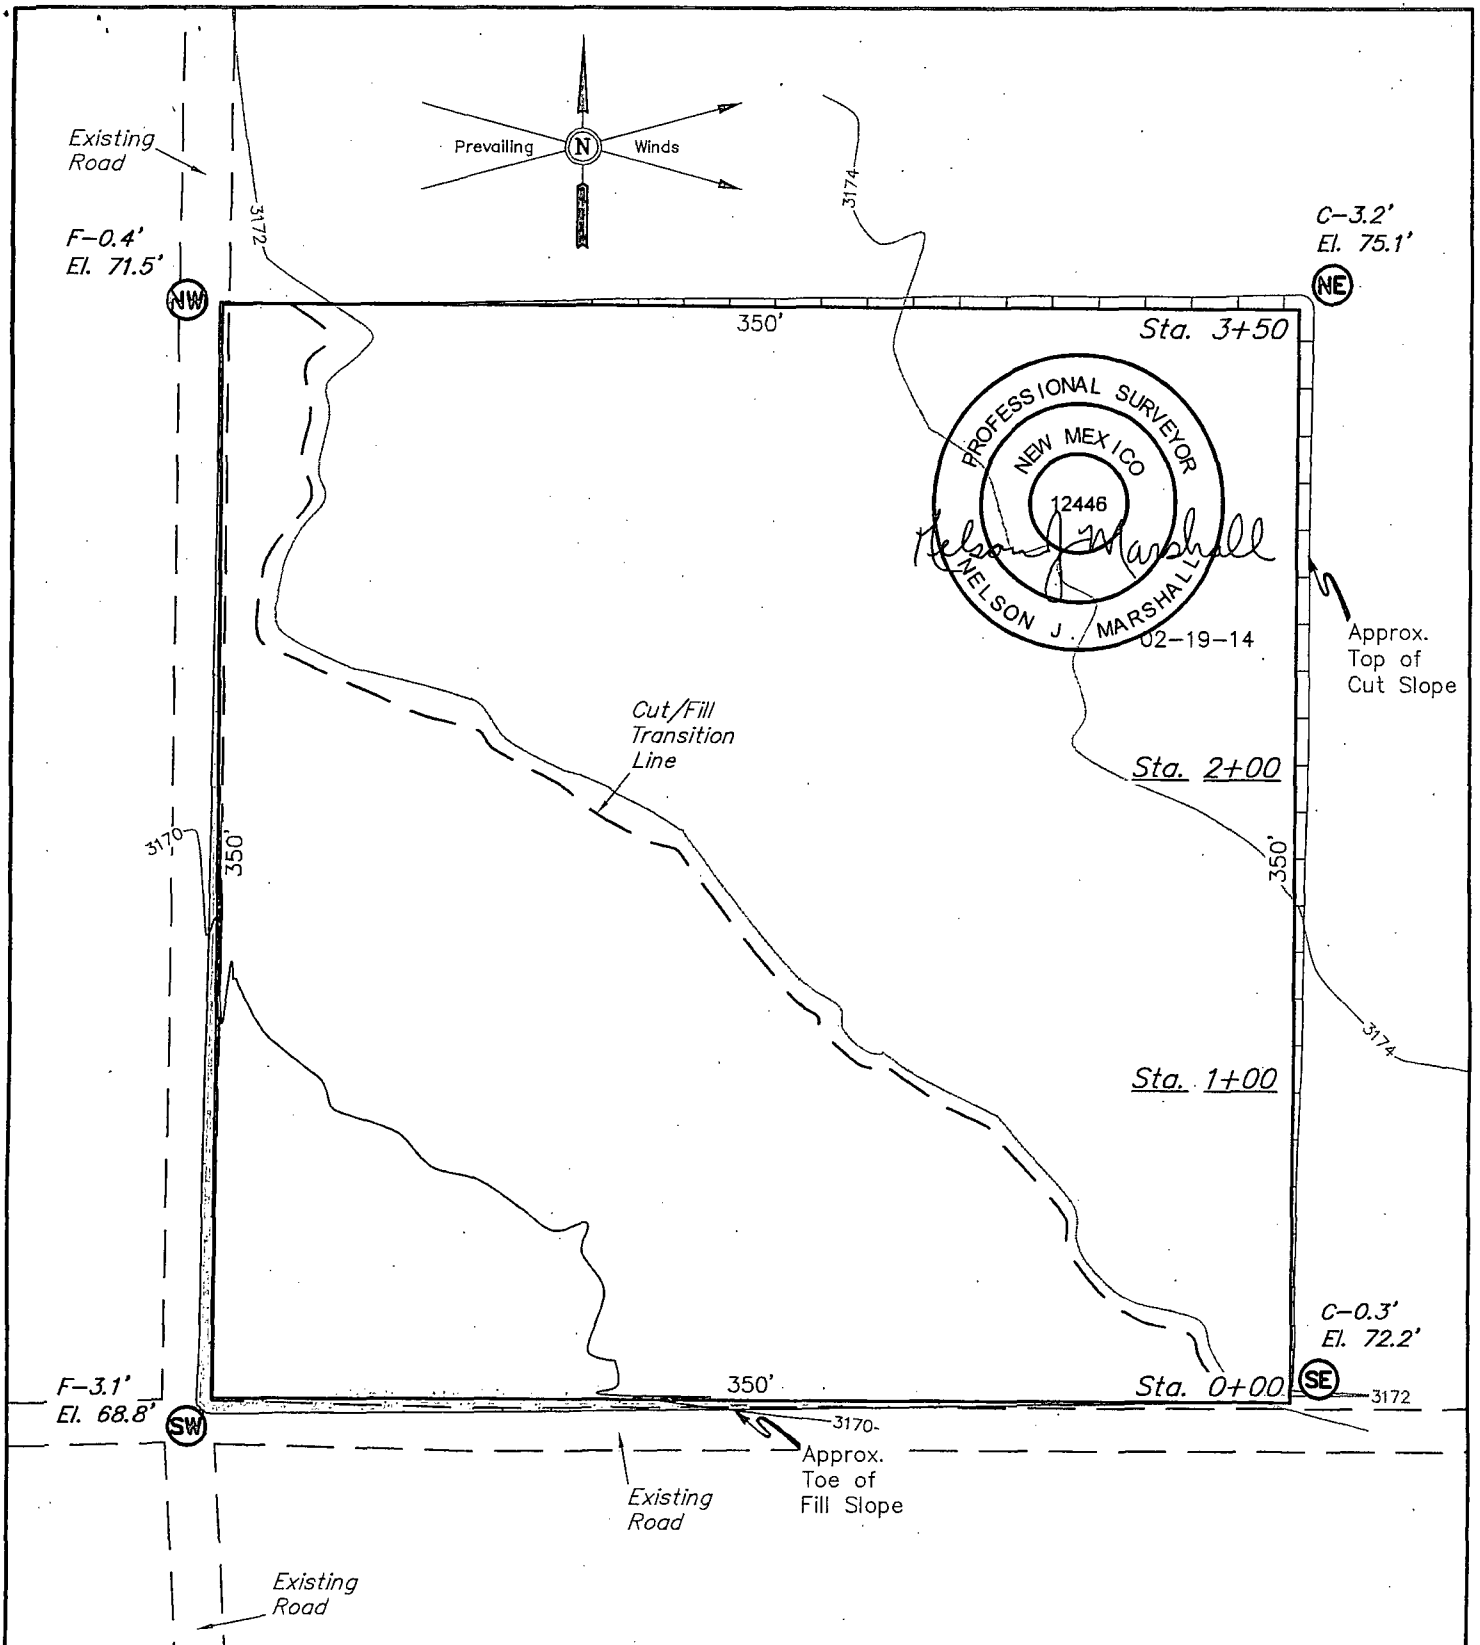 Existing
Road
Prevailing
N
Winds
3174
3172
C-3.2'
El. 75.1'
F-0.4'
El. 71.5'
NW
NE
350'
Sta. 3+50
PROFESSIONAL SURVEYOR
NEW MEXICO
12446
Nelson J Marshall
NELSON J. MARSHALL
02-19-14
Approx.
Top of
Cut Slope
Cut/Fill
Transition
Line
Sta. 2+00
3170
350'
350'
3174
Sta. 1+00
C-0.3'
El. 72.2'
F-3.1'
El. 68.8'
SW
350'
Sta. 0+00
SE
3172
3170
Approx.
Toe of
Fill Slope
Existing
Road
Existing
Road